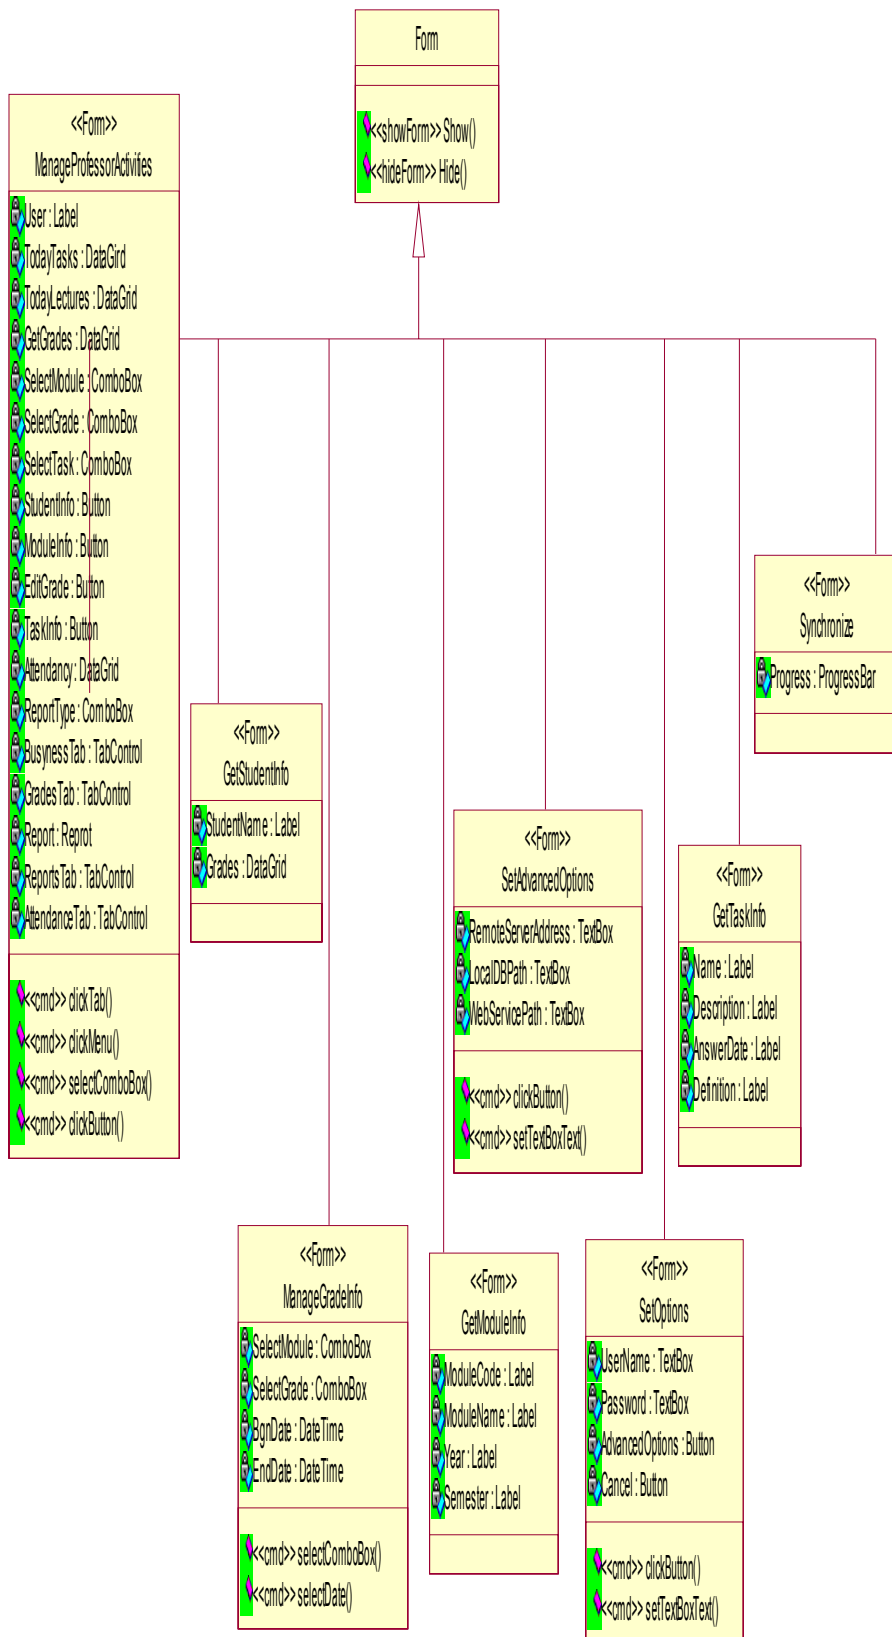 Form
<<showForm>> Show()
<<hideForm>> Hide()
<<Form>>
ManageProfessorActivities
User : Label
TodayTasks : DataGird
TodayLectures : DataGrid
GetGrades : DataGrid
SelectModule : ComboBox
SelectGrade : ComboBox
SelectTask : ComboBox
StudentInfo : Button
ModuleInfo : Button
EditGrade : Button
TaskInfo : Button
Attendancy : DataGrid
ReportType : ComboBox
BusynessTab : TabControl
GradesTab : TabControl
Report : Reprot
ReportsTab : TabControl
AttendanceTab : TabControl
<<cmd>> clickTab()
<<cmd>> clickMenu()
<<cmd>> selectComboBox()
<<cmd>> clickButton()
<<Form>>
GetStudentInfo
StudentName : Label
Grades : DataGrid
<<Form>>
SetAdvancedOptions
RemoteServerAddress : TextBox
LocalDBPath : TextBox
WebServicePath : TextBox
<<cmd>> clickButton()
<<cmd>> setTextBoxText()
<<Form>>
GetTaskInfo
Name : Label
Description : Label
AnswerDate : Label
Definition : Label
<<Form>>
Synchronize
Progress : ProgressBar
<<Form>>
ManageGradeInfo
SelectModule : ComboBox
SelectGrade : ComboBox
BgnDate : DateTime
EndDate : DateTime
<<cmd>> selectComboBox()
<<cmd>> selectDate()
<<Form>>
GetModuleInfo
ModuleCode : Label
ModuleName : Label
Year : Label
Semester : Label
<<Form>>
SetOptions
UserName : TextBox
Password : TextBox
AdvancedOptions : Button
Cancel : Button
<<cmd>> clickButton()
<<cmd>> setTextBoxText()